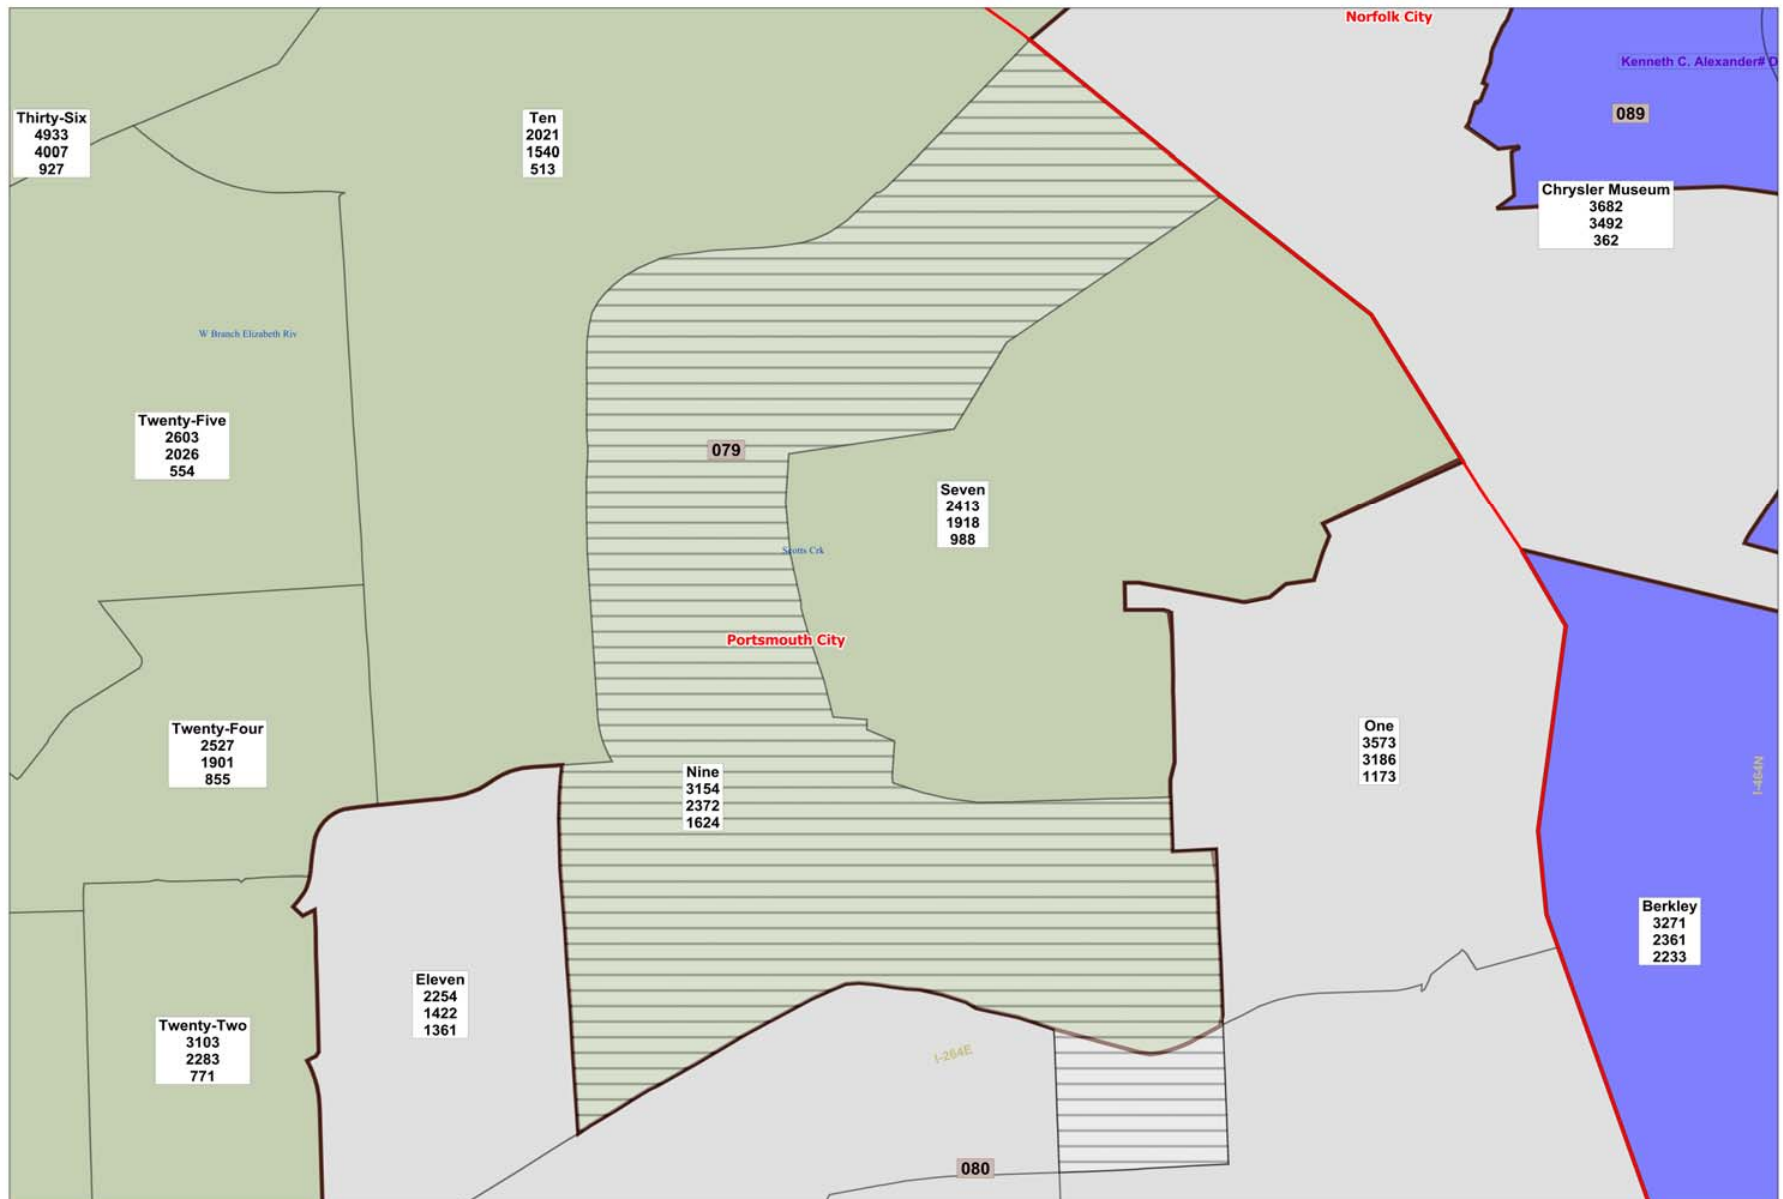 Norfolk City
Kenneth C. Alexander# D
089
Thirty-Six
4933
4007
927
Ten
2021
1540
513
Chrysler Museum
3682
3492
362
W Branch Elizabeth Riv
Twenty-Five
2603
2026
554
079
Seven
2413
1918
988
Scotts Crk
Portsmouth City
Twenty-Four
2527
1901
855
One
3573
3186
1173
I-464N
Nine
3154
2372
1624
Berkley
3271
2361
2233
Eleven
2254
1422
1361
Twenty-Two
3103
2283
771
I-264E
080